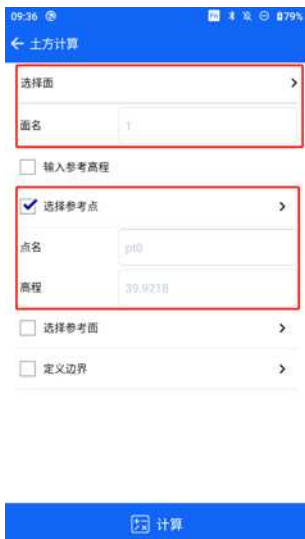 09:36 79%
← 土方计算
选择面 >
面名 1
输入参考高程
选择参考点 >
点名 pt0
高程 39.9218
选择参考面 >
定义边界 >
计算